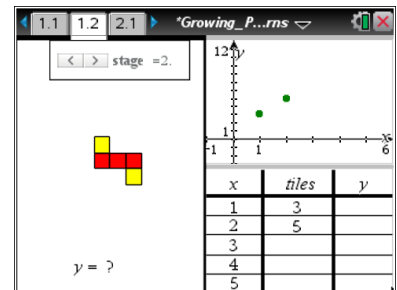 1.1 1.2 2.1 *Growing_P...rns
< > stage =2.
12 y
1
-1 1 x 6
x tiles y
1 3
2 5
3
4
5
y = ?